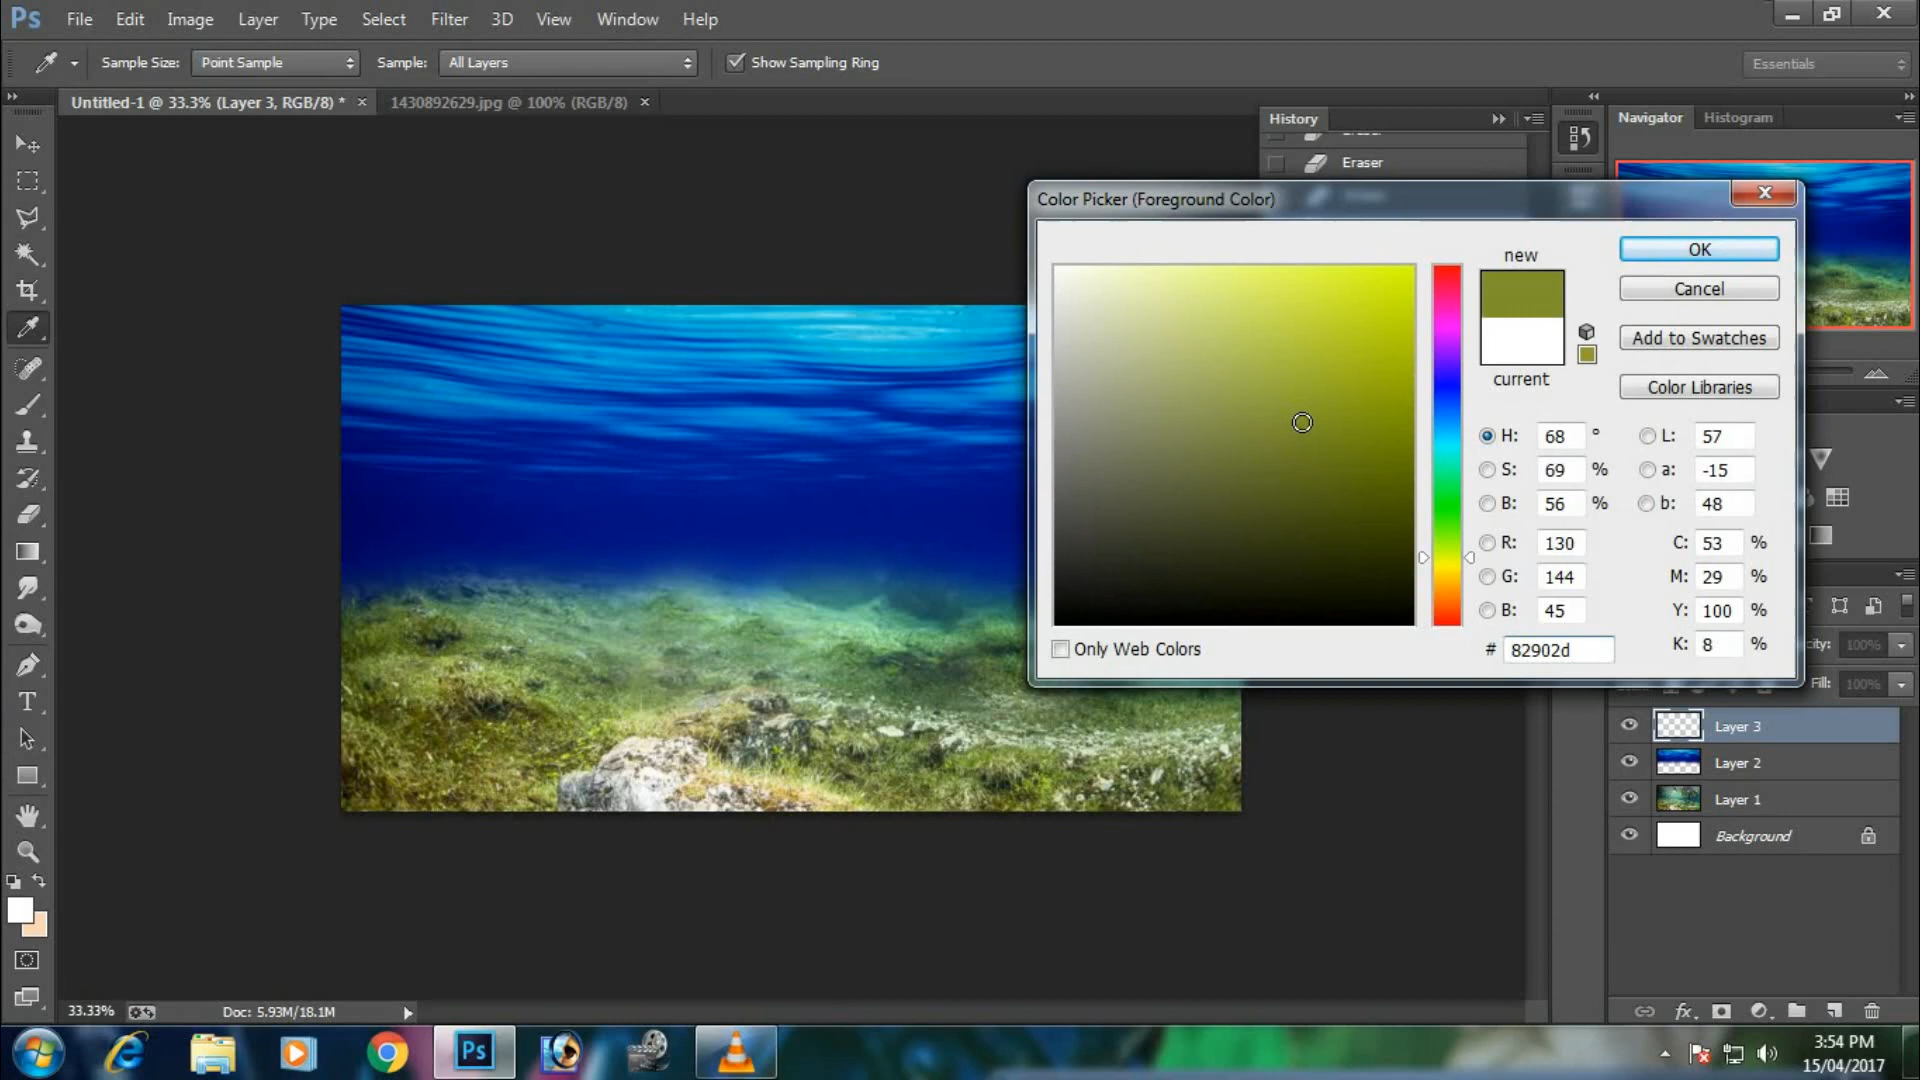 Ps File Edit Image Layer Type Select Filter 3D View Window Help
Sample Size: Point Sample Sample: All Layers Show Sampling Ring Essentials
Untitled-1 @ 33.3% (Layer 3, RGB/8) * × 1430892629.jpg @ 100% (RGB/8) ×
History
Eraser
Eraser
Navigator Histogram
Color Picker (Foreground Color)
new
current
OK
Cancel
Add to Swatches
Color Libraries
H: 68 °
S: 69 %
B: 56 %
R: 130
G: 144
B: 45
# 82902d
L: 57
a: -15
b: 48
C: 53 %
M: 29 %
Y: 100 %
K: 8 %
Only Web Colors
100%
Fill: 100%
Layer 3
Layer 2
Layer 1
Background
fx
T
33.33% Doc: 5.93M/18.1M
Ps
3:54 PM
15/04/2017